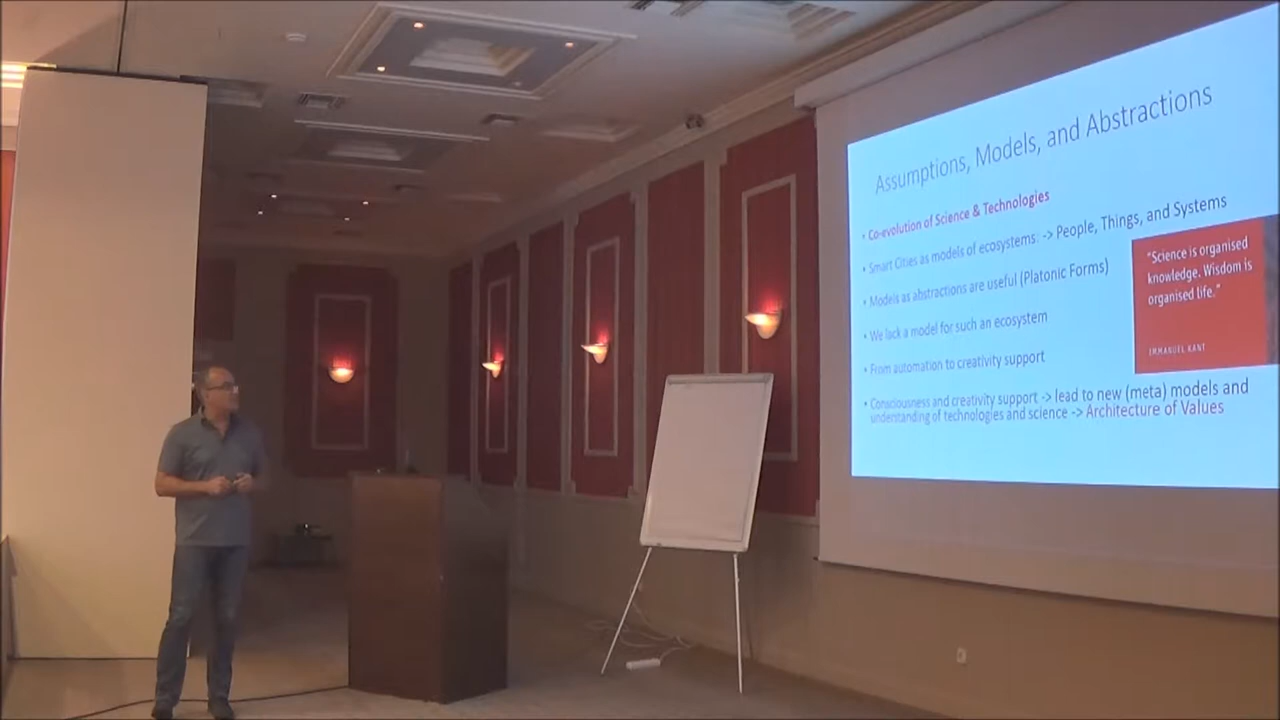 Assumptions, Models, and Abstractions
• Co-evolution of Science & Technologies
• Smart Cities as models of ecosystems: -> People, Things, and Systems
• Models as abstractions are useful (Platonic Forms)
• We lack a model for such an ecosystem
• From automation to creativity support
• Consciousness and creativity support -> lead to new (meta) models and
understanding of technologies and science -> Architecture of Values
"Science is organised
knowledge. Wisdom is
organised life."
IMMANUEL KANT